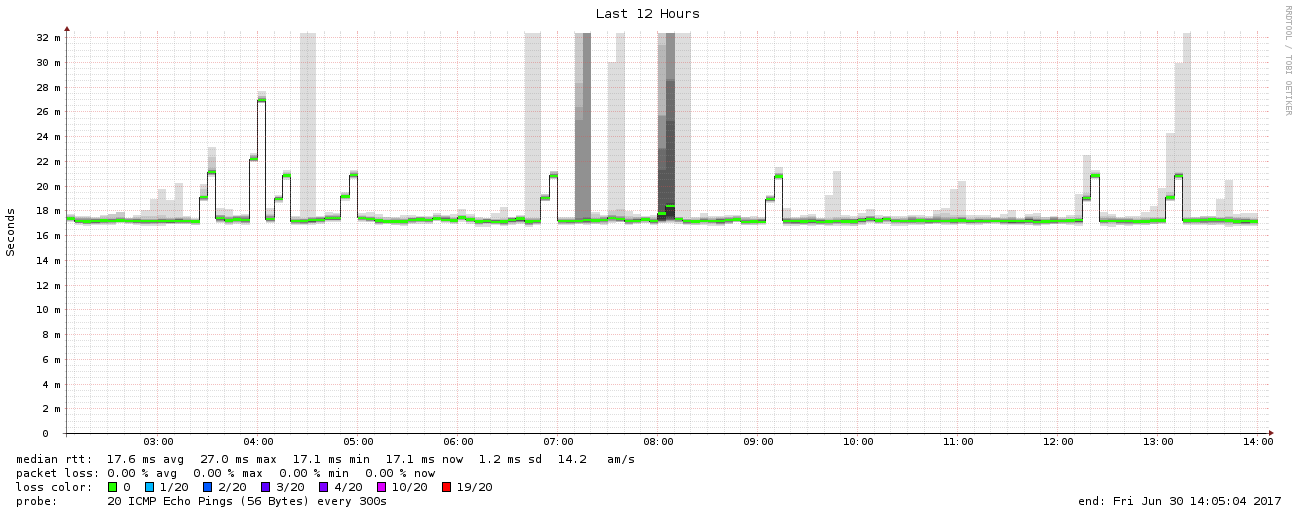 Last 12 Hours
RRDTOOL / TOBI OETIKER
Seconds
32 m
30 m
28 m
26 m
24 m
22 m
20 m
18 m
16 m
14 m
12 m
10 m
8 m
6 m
4 m
2 m
0
03:00 04:00 05:00 06:00 07:00 08:00 09:00 10:00 11:00 12:00 13:00 14:00
median rtt: 17.6 ms avg 27.0 ms max 17.1 ms min 17.1 ms now 1.2 ms sd 14.2 am/s
packet loss: 0.00 % avg 0.00 % max 0.00 % min 0.00 % now
loss color: 0 1/20 2/20 3/20 4/20 10/20 19/20
probe: 20 ICMP Echo Pings (56 Bytes) every 300s end: Fri Jun 30 14:05:04 2017